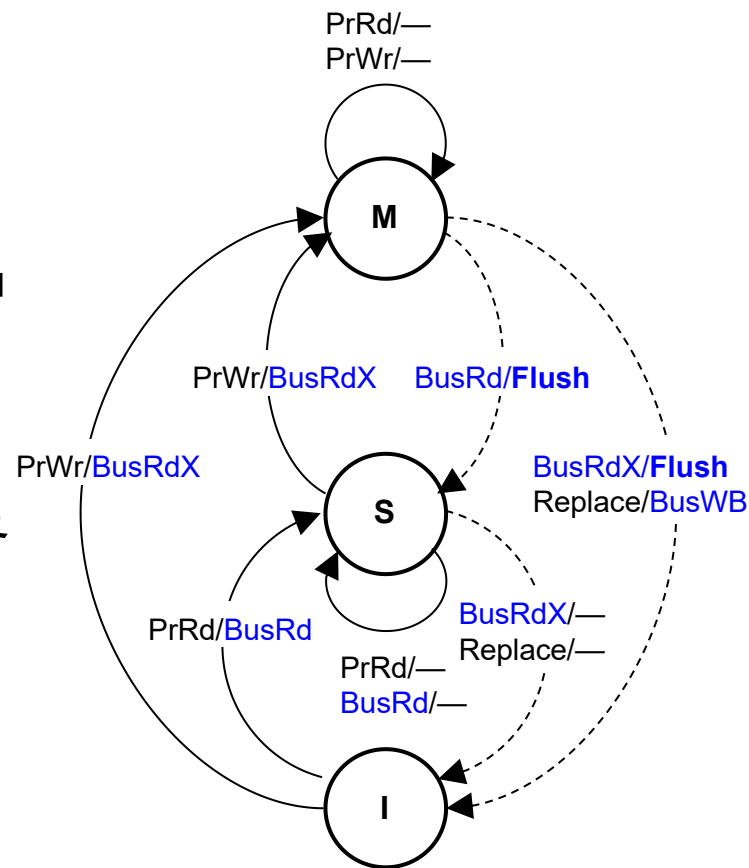 PrRd/—
PrWr/—
M
PrWr/BusRdX
BusRd/Flush
PrWr/BusRdX
BusRdX/Flush
Replace/BusWB
S
PrRd/BusRd
BusRdX/—
Replace/—
PrRd/—
BusRd/—
I